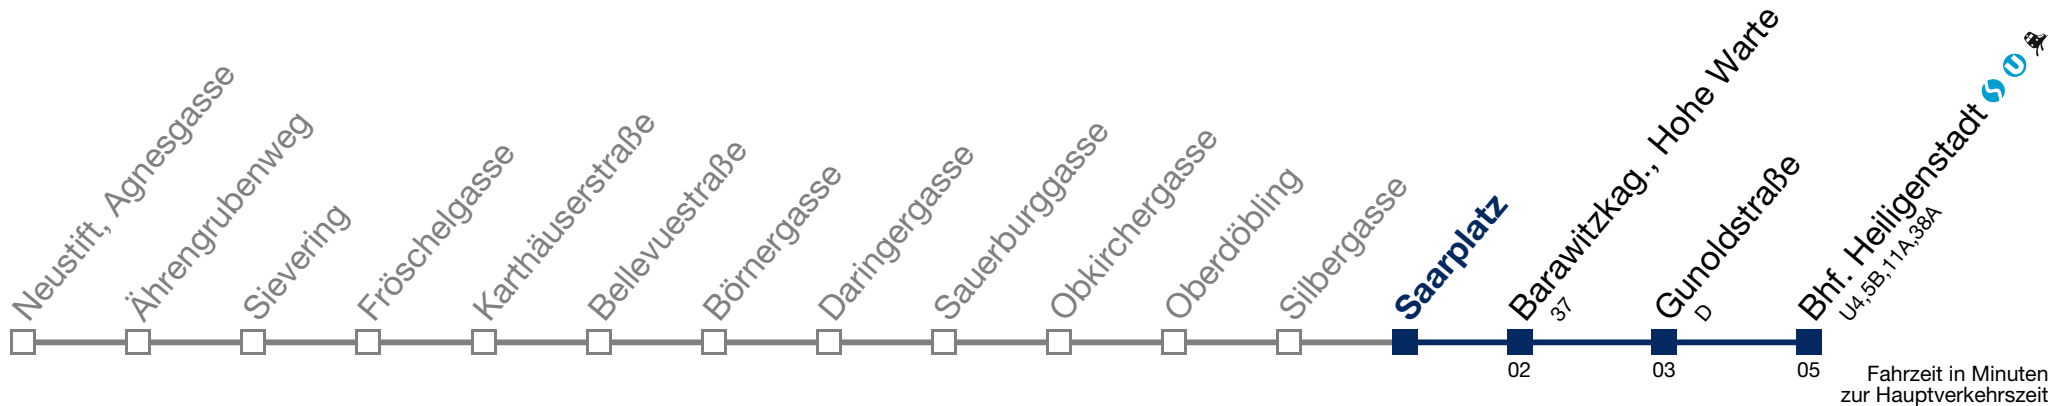 Neustift, Agnesgasse
Ährengrubenweg
Sievering
Fröschelgasse
Karthäuserstraße
Bellevuestraße
Börnergasse
Daringergasse
Sauerburggasse
Obkirchergasse
Oberdöbling
Silbergasse
Saarplatz
Barawitzkag., Hohe Warte
37
Gunoldstraße
D
Bhf. Heiligenstadt S U
U4,5B,11A,38A
02
03
05
Fahrzeit in Minuten
zur Hauptverkehrszeit